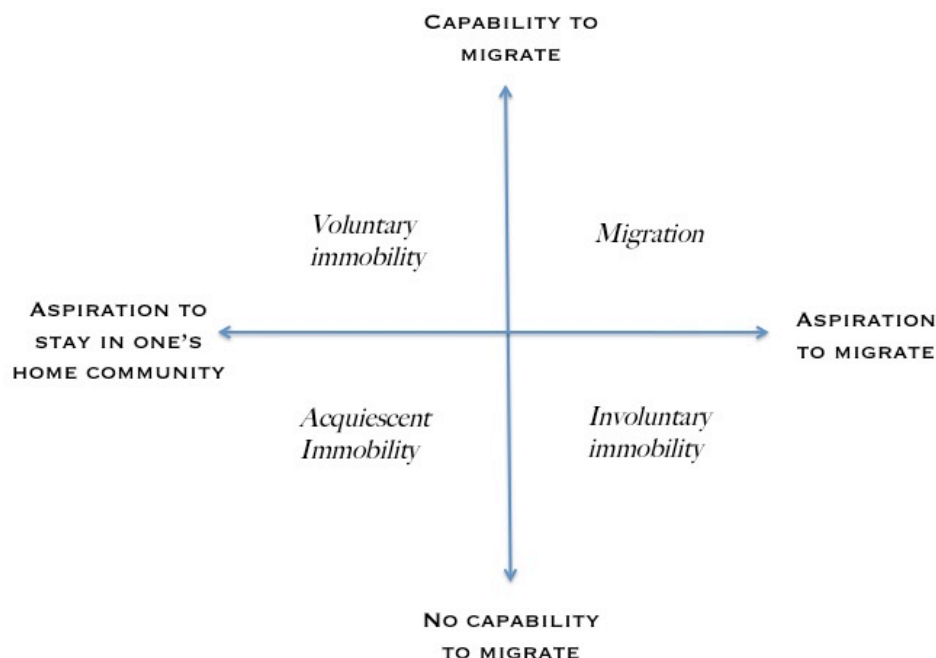 CAPABILITY TO
MIGRATE
Voluntary
immobility
Migration
ASPIRATION TO
STAY IN ONE'S
HOME COMMUNITY
ASPIRATION
TO MIGRATE
Acquiescent
Immobility
Involuntary
immobility
NO CAPABILITY
TO MIGRATE